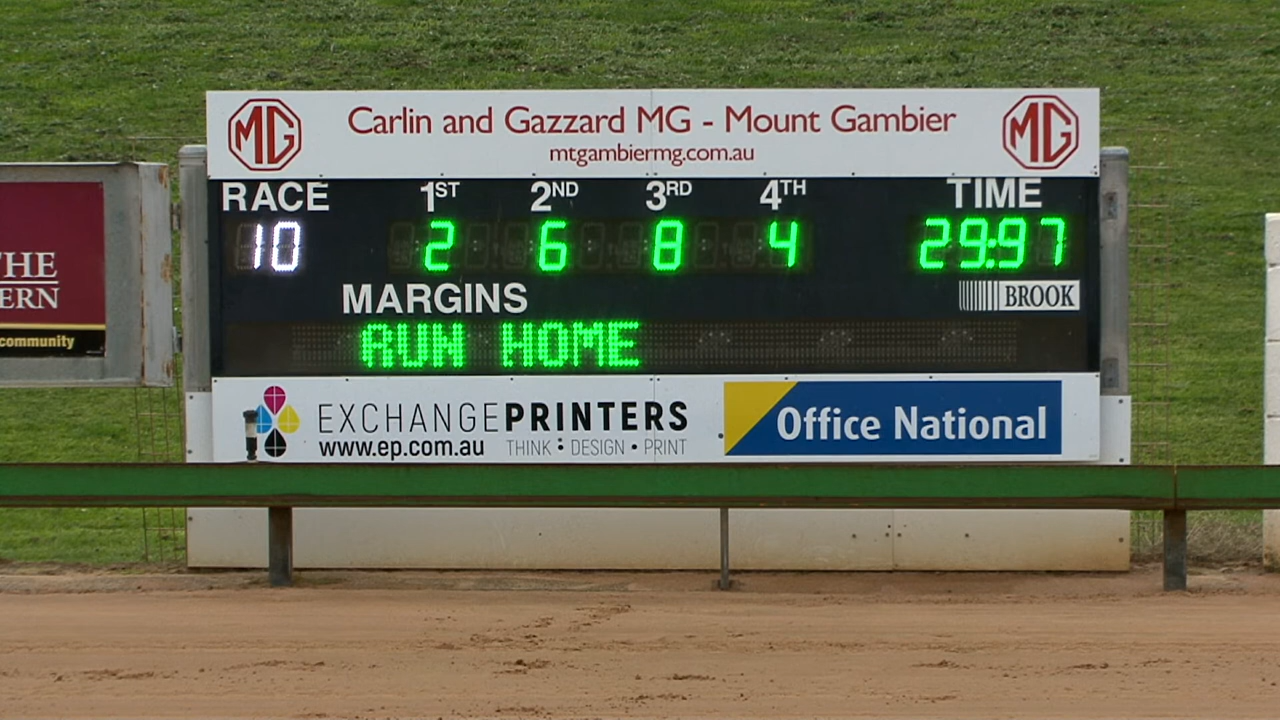 MG Carlin and Gazzard MG - Mount Gambier MG
mtgambiermg.com.au
RACE 1ST 2ND 3RD 4TH TIME
10 2 6 8 4 29:97
MARGINS
BROOK
RUN HOME
EXCHANGEPRINTERS
www.ep.com.au THINK • DESIGN • PRINT
Office National
THE
ERN
community